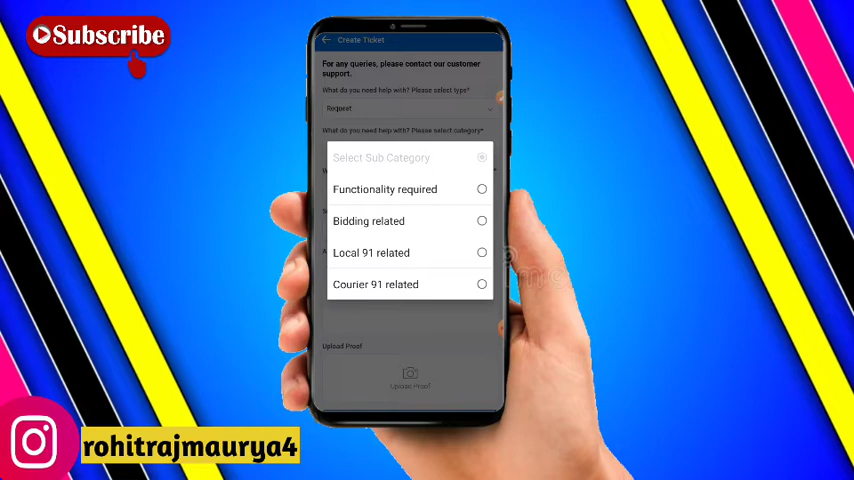 Subscribe
Create Ticket
For any queries, please contact our customer
support.
What do you need help with? Please select type*
Request
What do you need help with? Please select category*
Select Sub Category
Functionality required
Bidding related
Local 91 related
Courier 91 related
Upload Proof
Upload Proof
rohitrajmaurya4